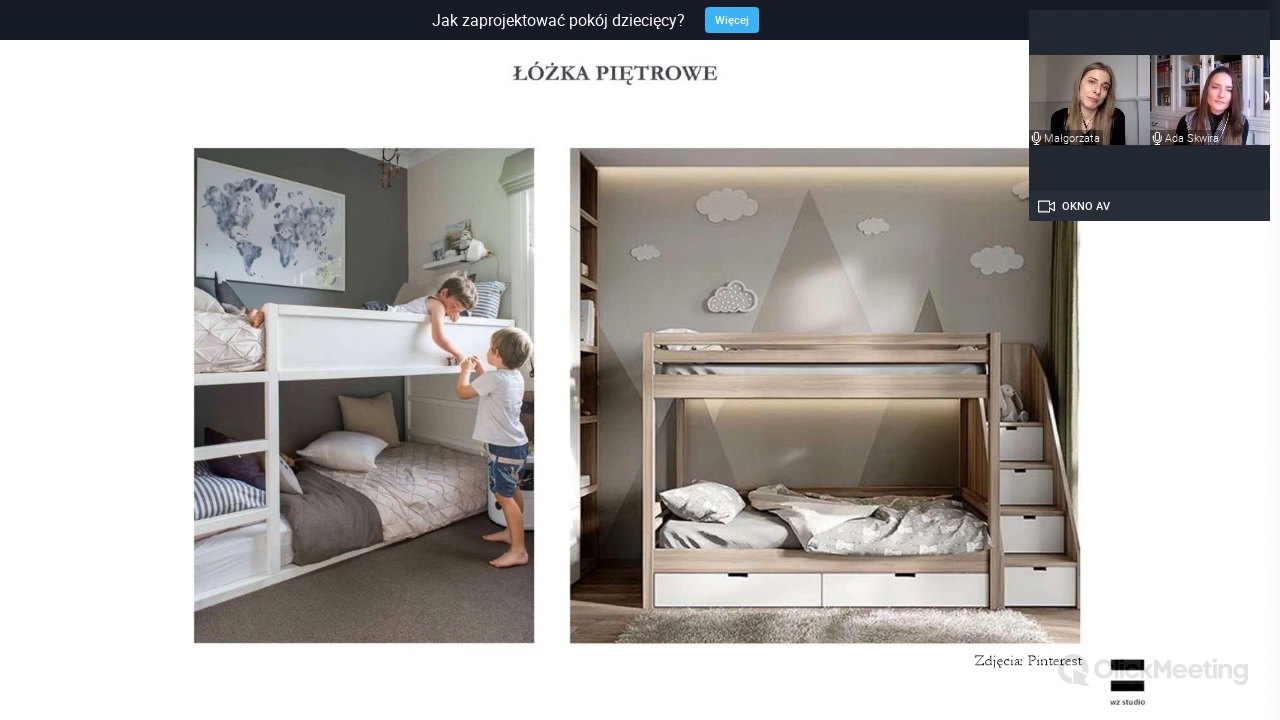 Jak zaprojektować pokój dziecięcy?
Więcej
ŁÓŻKA PIĘTROWE
Małgorzata
Ada Skwira
OKNO AV
Zdjęcia: Pinterest
ClickMeeting
wz studio